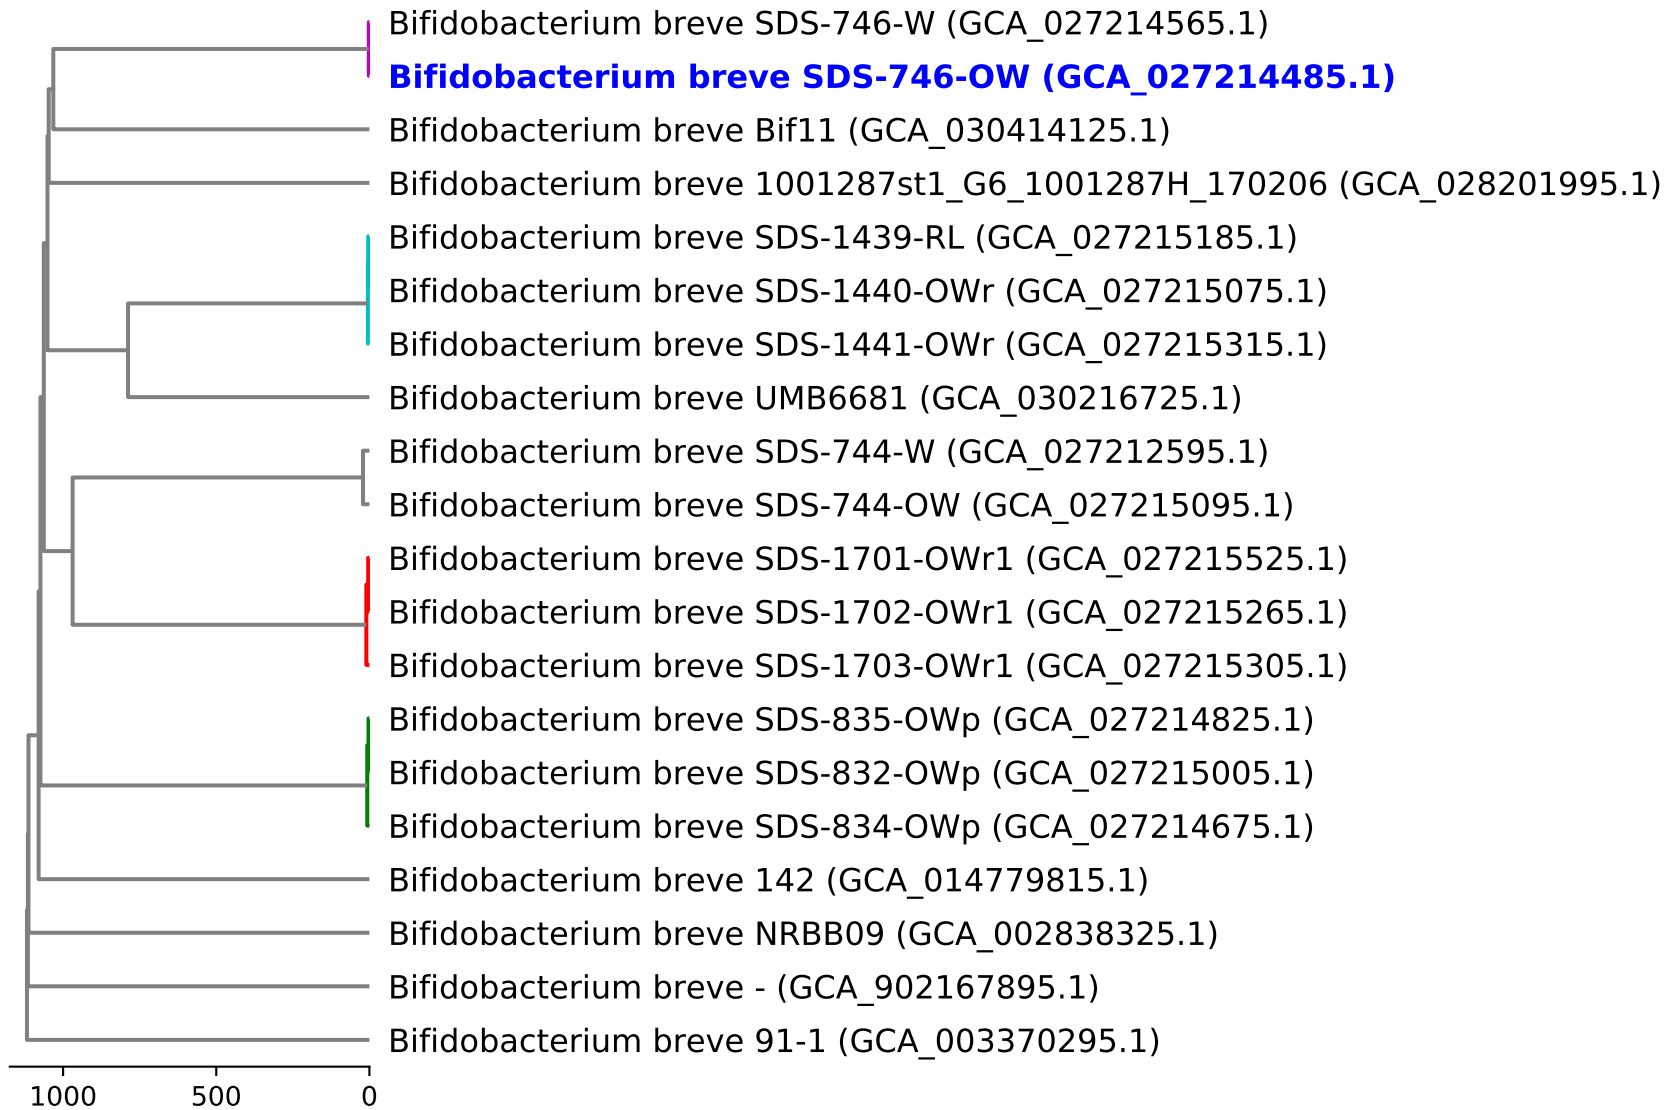 Bifidobacterium breve SDS-746-W (GCA_027214565.1)
Bifidobacterium breve SDS-746-OW (GCA_027214485.1)
Bifidobacterium breve Bif11 (GCA_030414125.1)
Bifidobacterium breve 1001287st1_G6_1001287H_170206 (GCA_028201995.1)
Bifidobacterium breve SDS-1439-RL (GCA_027215185.1)
Bifidobacterium breve SDS-1440-OWr (GCA_027215075.1)
Bifidobacterium breve SDS-1441-OWr (GCA_027215315.1)
Bifidobacterium breve UMB6681 (GCA_030216725.1)
Bifidobacterium breve SDS-744-W (GCA_027212595.1)
Bifidobacterium breve SDS-744-OW (GCA_027215095.1)
Bifidobacterium breve SDS-1701-OWr1 (GCA_027215525.1)
Bifidobacterium breve SDS-1702-OWr1 (GCA_027215265.1)
Bifidobacterium breve SDS-1703-OWr1 (GCA_027215305.1)
Bifidobacterium breve SDS-835-OWp (GCA_027214825.1)
Bifidobacterium breve SDS-832-OWp (GCA_027215005.1)
Bifidobacterium breve SDS-834-OWp (GCA_027214675.1)
Bifidobacterium breve 142 (GCA_014779815.1)
Bifidobacterium breve NRBB09 (GCA_002838325.1)
Bifidobacterium breve - (GCA_902167895.1)
Bifidobacterium breve 91-1 (GCA_003370295.1)
1000 500 0